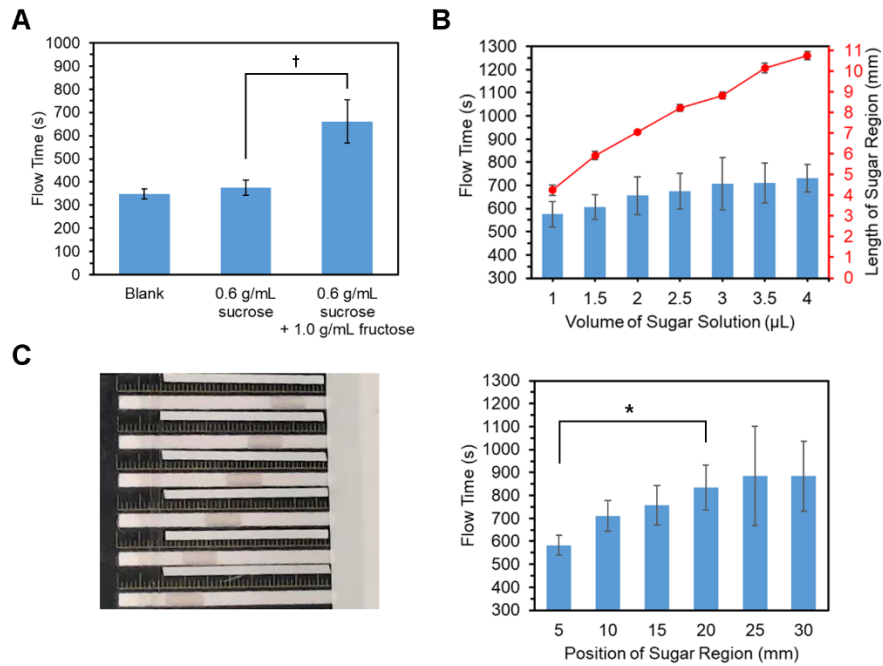 A
1000
900
800
700
600
500
400
300
200
100
0
Flow Time (s)
†
Blank
0.6 g/mL
sucrose
0.6 g/mL
sucrose
+ 1.0 g/mL fructose
B
1300
1200
1100
1000
900
800
700
600
500
400
300
Flow Time (s)
11
10
9
8
7
6
5
4
3
2
1
0
Length of Sugar Region (mm)
1 1.5 2 2.5 3 3.5 4
Volume of Sugar Solution (µL)
C
1300
1200
1100
1000
900
800
700
600
500
400
300
Flow Time (s)
*
5 10 15 20 25 30
Position of Sugar Region (mm)